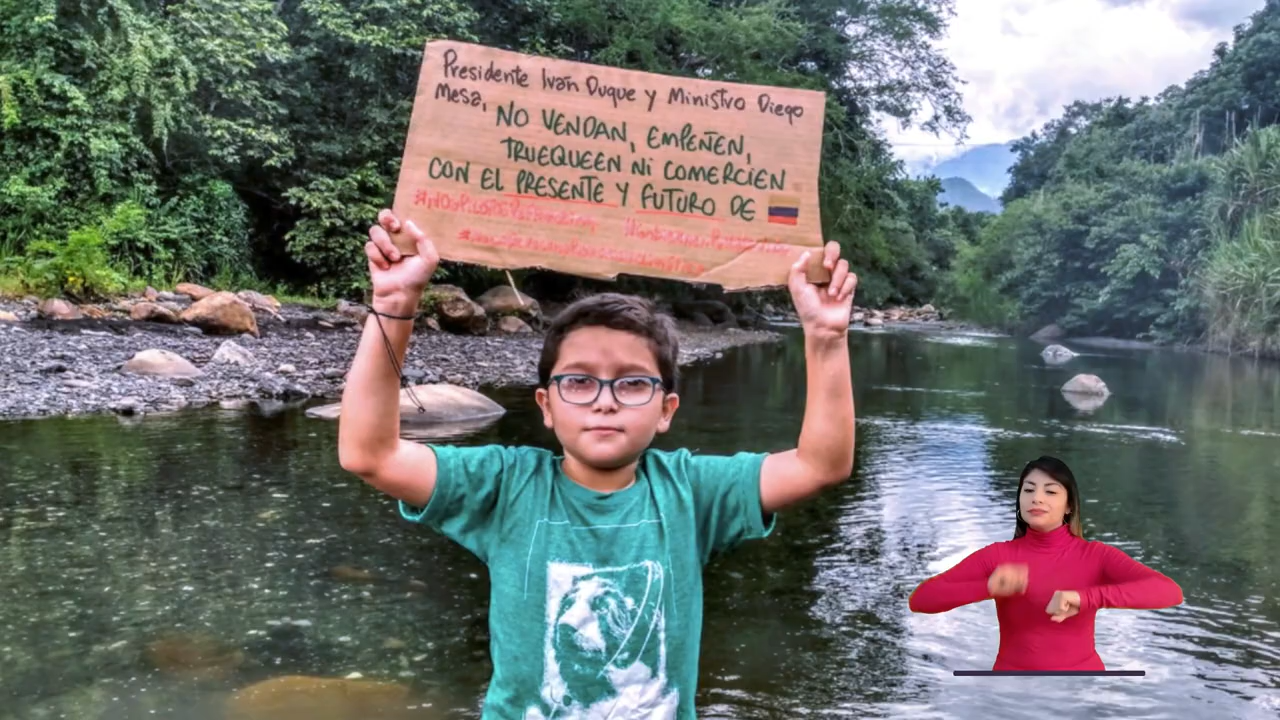 Presidente Iván Duque y Ministro Diego
Mesa, NO VENDAN, EMPEÑEN,
TRUEQUEEN Ni COMERCIEN
CON EL PRESENTE Y FUTURO DE